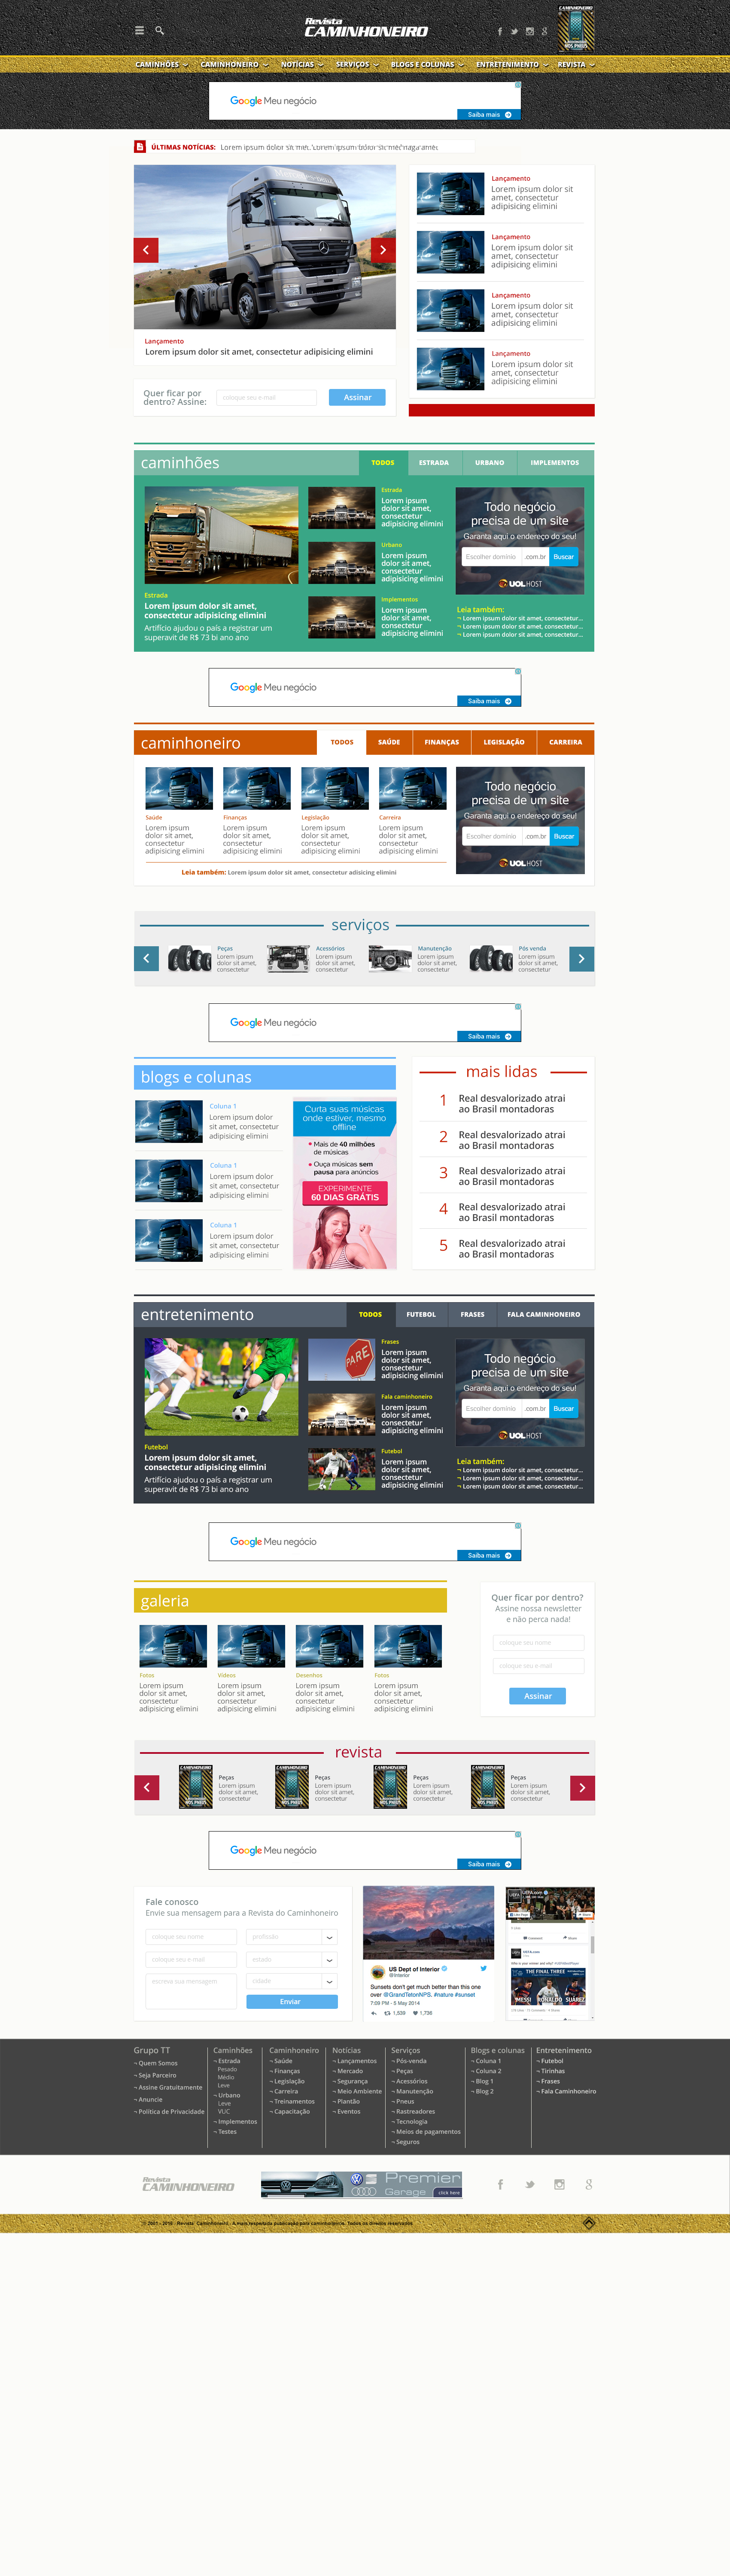 Revista
CAMINHONEIRO
CAMINHONEIRO
NOS PNEUS
CAMINHÕES
CAMINHONEIRO
NOTÍCIAS
SERVIÇOS
BLOGS E COLUNAS
ENTRETENIMENTO
REVISTA
Google Meu negócio
Saiba mais
ÚLTIMAS NOTÍCIAS: Lorem ipsum dolor sit met. Lorem ipsum dolor sit met
Lançamento
Lorem ipsum dolor sit amet, consectetur adipisicing elimini
Lançamento
Lorem ipsum dolor sit
amet, consectetur
adipisicing elimini
Lançamento
Lorem ipsum dolor sit
amet, consectetur
adipisicing elimini
Lançamento
Lorem ipsum dolor sit
amet, consectetur
adipisicing elimini
Lançamento
Lorem ipsum dolor sit
amet, consectetur
adipisicing elimini
Quer ficar por
dentro? Assine:
coloque seu e-mail
Assinar
caminhões
TODOS
ESTRADA
URBANO
IMPLEMENTOS
Estrada
Lorem ipsum dolor sit amet,
consectetur adipisicing elimini
Artifício ajudou o país a registrar um
superavit de R$ 73 bi ano ano
Estrada
Lorem ipsum
dolor sit amet,
consectetur
adipisicing elimini
Urbano
Lorem ipsum
dolor sit amet,
consectetur
adipisicing elimini
Implementos
Lorem ipsum
dolor sit amet,
consectetur
adipisicing elimini
Todo negócio
precisa de um site
Garanta aqui o endereço do seu!
Escolher domínio
.com.br
Buscar
UOL HOST
Leia também:
¬ Lorem ipsum dolor sit amet, consectetur...
¬ Lorem ipsum dolor sit amet, consectetur...
¬ Lorem ipsum dolor sit amet, consectetur...
Google Meu negócio
Saiba mais
caminhoneiro
TODOS
SAÚDE
FINANÇAS
LEGISLAÇÃO
CARREIRA
Saúde
Lorem ipsum
dolor sit amet,
consectetur
adipisicing elimini
Finanças
Lorem ipsum
dolor sit amet,
consectetur
adipisicing elimini
Legislação
Lorem ipsum
dolor sit amet,
consectetur
adipisicing elimini
Carreira
Lorem ipsum
dolor sit amet,
consectetur
adipisicing elimini
Leia também: Lorem ipsum dolor sit amet, consectetur adisicing elimini
Todo negócio
precisa de um site
Garanta aqui o endereço do seu!
Escolher domínio
.com.br
Buscar
UOL HOST
serviços
Peças
Lorem ipsum
dolor sit amet,
consectetur
Acessórios
Lorem ipsum
dolor sit amet,
consectetur
Manutenção
Lorem ipsum
dolor sit amet,
consectetur
Pós venda
Lorem ipsum
dolor sit amet,
consectetur
Google Meu negócio
Saiba mais
blogs e colunas
Coluna 1
Lorem ipsum dolor
sit amet, consectetur
adipisicing elimini
Coluna 1
Lorem ipsum dolor
sit amet, consectetur
adipisicing elimini
Coluna 1
Lorem ipsum dolor
sit amet, consectetur
adipisicing elimini
Curta suas músicas
onde estiver, mesmo
offline
• Mais de 40 milhões
de músicas
• Ouça músicas sem
pausa para anúncios
EXPERIMENTE
60 DIAS GRÁTIS
mais lidas
1 Real desvalorizado atrai
ao Brasil montadoras
2 Real desvalorizado atrai
ao Brasil montadoras
3 Real desvalorizado atrai
ao Brasil montadoras
4 Real desvalorizado atrai
ao Brasil montadoras
5 Real desvalorizado atrai
ao Brasil montadoras
entretenimento
TODOS
FUTEBOL
FRASES
FALA CAMINHONEIRO
Futebol
Lorem ipsum dolor sit amet,
consectetur adipisicing elimini
Artifício ajudou o país a registrar um
superavit de R$ 73 bi ano ano
PARE
Frases
Lorem ipsum
dolor sit amet,
consectetur
adipisicing elimini
Fala caminhoneiro
Lorem ipsum
dolor sit amet,
consectetur
adipisicing elimini
Futebol
Lorem ipsum
dolor sit amet,
consectetur
adipisicing elimini
Todo negócio
precisa de um site
Garanta aqui o endereço do seu!
Escolher domínio
.com.br
Buscar
UOL HOST
Leia também:
¬ Lorem ipsum dolor sit amet, consectetur...
¬ Lorem ipsum dolor sit amet, consectetur...
¬ Lorem ipsum dolor sit amet, consectetur...
Google Meu negócio
Saiba mais
galeria
Fotos
Lorem ipsum
dolor sit amet,
consectetur
adipisicing elimini
Vídeos
Lorem ipsum
dolor sit amet,
consectetur
adipisicing elimini
Desenhos
Lorem ipsum
dolor sit amet,
consectetur
adipisicing elimini
Fotos
Lorem ipsum
dolor sit amet,
consectetur
adipisicing elimini
Quer ficar por dentro?
Assine nossa newsletter
e não perca nada!
coloque seu nome
coloque seu e-mail
Assinar
revista
Peças
Lorem ipsum
dolor sit amet,
consectetur
Peças
Lorem ipsum
dolor sit amet,
consectetur
Peças
Lorem ipsum
dolor sit amet,
consectetur
Peças
Lorem ipsum
dolor sit amet,
consectetur
Google Meu negócio
Saiba mais
Fale conosco
Envie sua mensagem para a Revista do Caminhoneiro
coloque seu nome
profissão
coloque seu e-mail
estado
escreva sua mensagem
cidade
Enviar
US Dept of Interior
@Interior
Sunsets don't get much better than this one
over @GrandTetonNPS. #nature #sunset
7:09 PM - 5 May 2014
1,539
1,736
UEFA.com
Comment
Share
UEFA.com
THE FINAL THREE
MESSI RONALDO SUÁREZ
Grupo TT
¬ Quem Somos
¬ Seja Parceiro
¬ Assine Gratuitamente
¬ Anuncie
¬ Política de Privacidade
Caminhões
¬ Estrada
Pesado
Médio
Leve
¬ Urbano
Leve
VUC
¬ Implementos
¬ Testes
Caminhoneiro
¬ Saúde
¬ Finanças
¬ Legislação
¬ Carreira
¬ Treinamentos
¬ Capacitação
Notícias
¬ Lançamentos
¬ Mercado
¬ Segurança
¬ Meio Ambiente
¬ Plantão
¬ Eventos
Serviços
¬ Pós-venda
¬ Peças
¬ Acessórios
¬ Manutenção
¬ Pneus
¬ Rastreadores
¬ Tecnologia
¬ Meios de pagamentos
¬ Seguros
Blogs e colunas
¬ Coluna 1
¬ Coluna 2
¬ Blog 1
¬ Blog 2
Entretenimento
¬ Futebol
¬ Tirinhas
¬ Frases
¬ Fala Caminhoneiro
Revista
CAMINHONEIRO
Premier
Garage
click here
© 2001 - 2016 - Revista Caminhoneiro - A mais respeitada publicação para caminhoneiros. Todos os direitos reservados